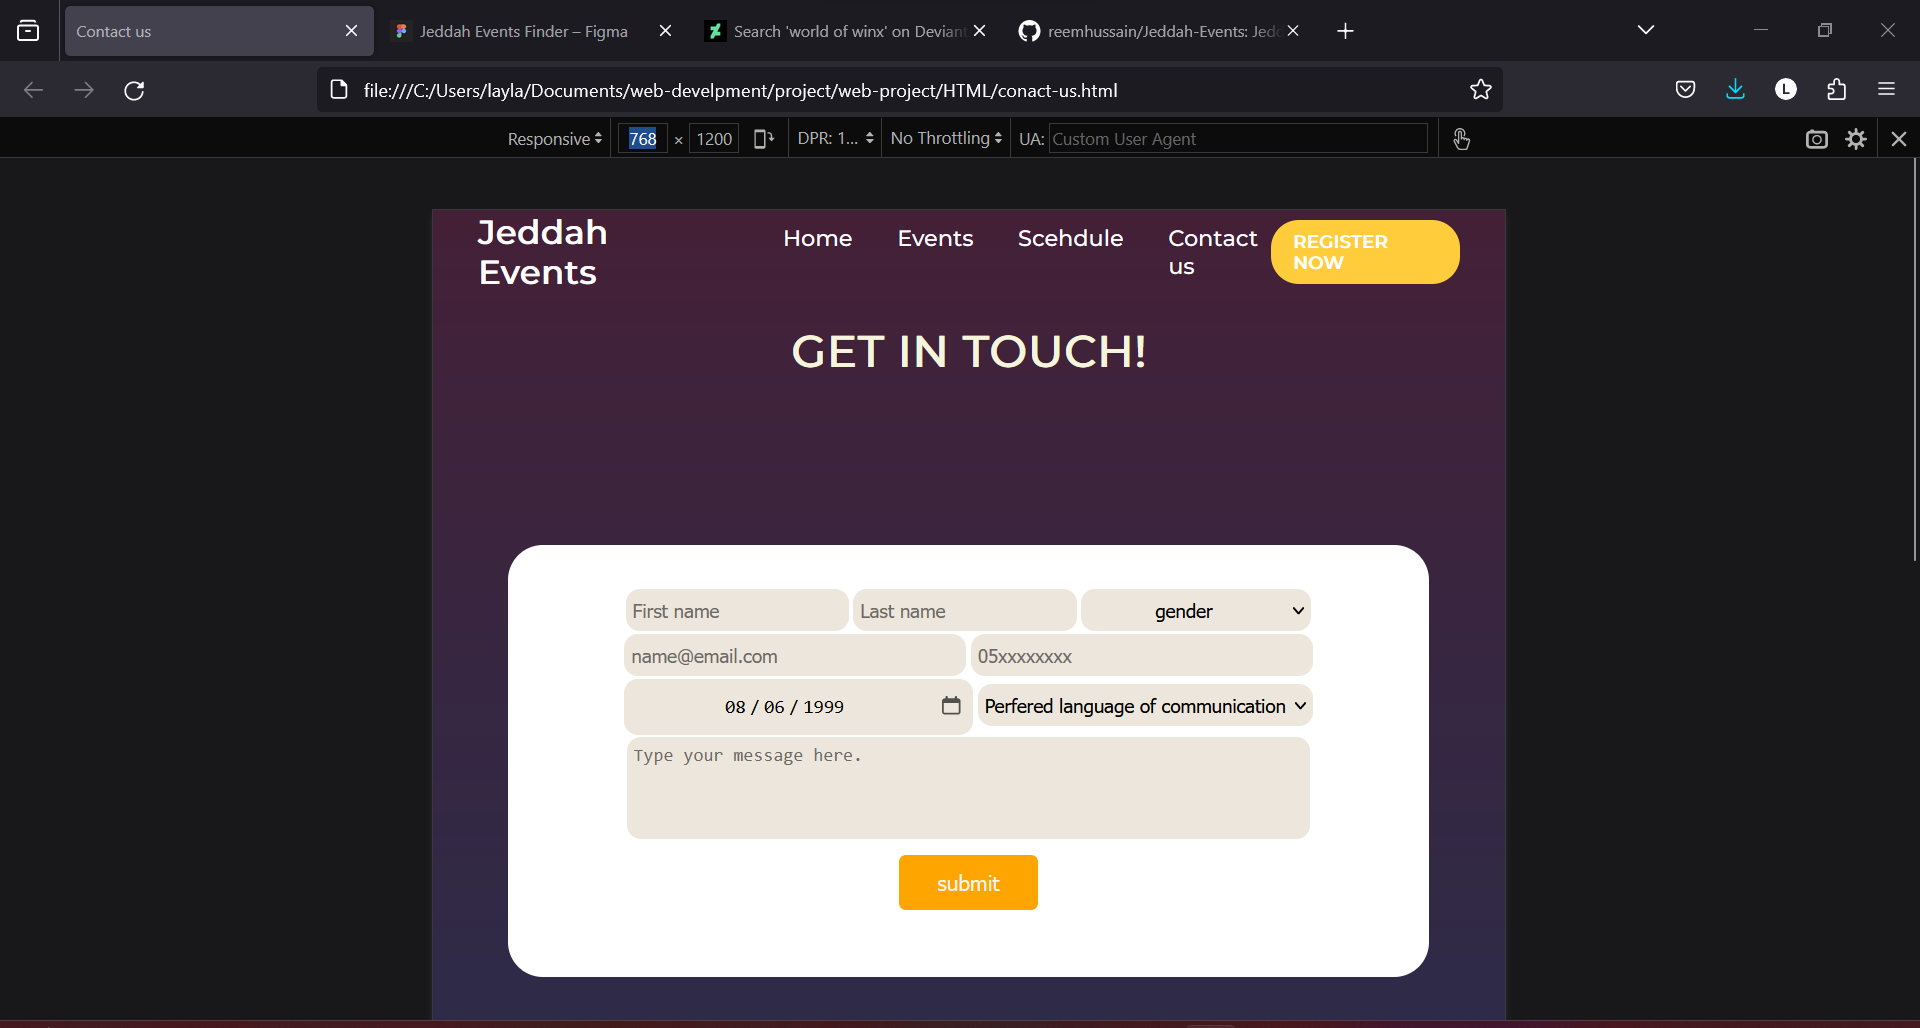 Contact us
Jeddah Events Finder – Figma
Search 'world of winx' on Devian
reemhussain/Jeddah-Events: Jedd
file:///C:/Users/layla/Documents/web-develpment/project/web-project/HTML/conact-us.html
L
Responsive
768 × 1200
DPR: 1...
No Throttling
UA: Custom User Agent
Jeddah
Events
Home
Events
Scehdule
Contact
us
REGISTER
NOW
GET IN TOUCH!
First name
Last name
gender
name@email.com
05xxxxxxxx
08 / 06 / 1999
Perfered language of communication
Type your message here.
submit